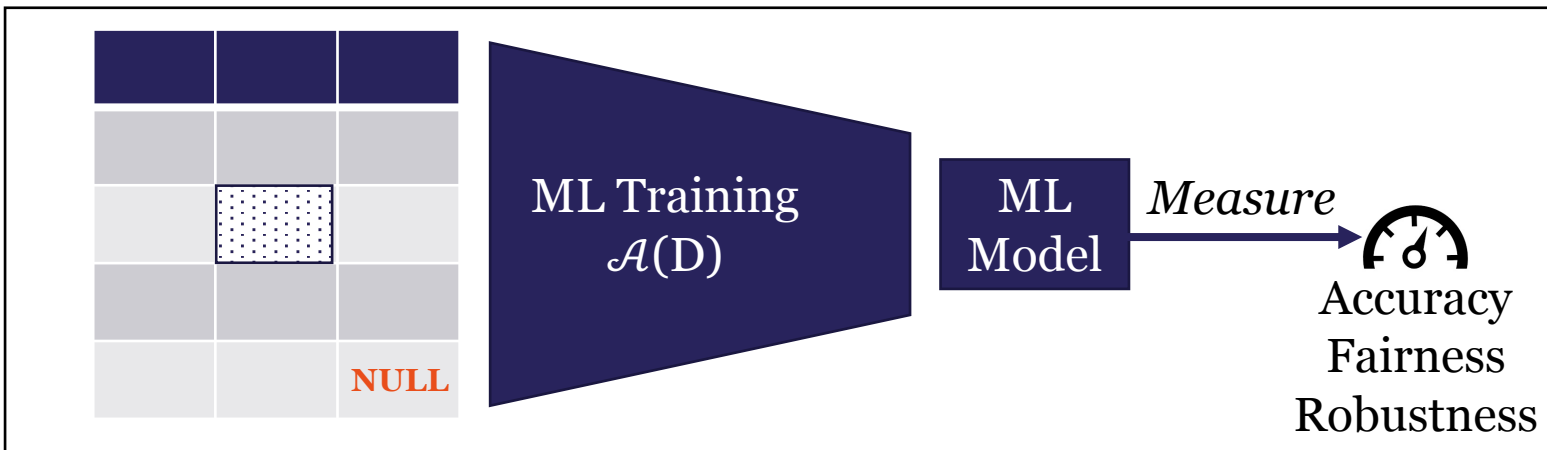 NULL
ML Training
𝒜(D)
ML
Model
Measure
Accuracy
Fairness
Robustness